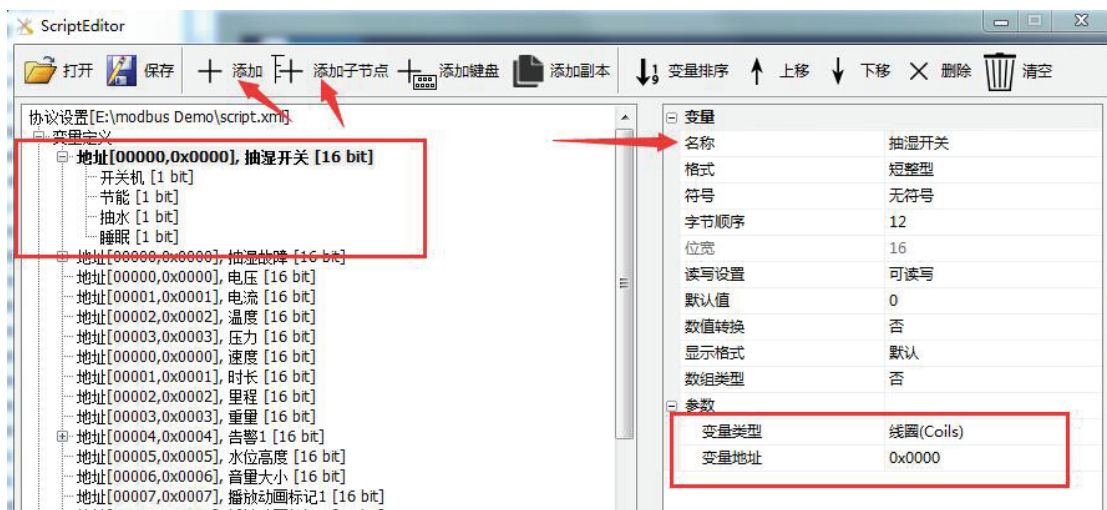 ScriptEditor
打开 保存 添加 添加子节点 添加键盘 添加副本 变量排序 上移 下移 删除 清空
协议设置[E:\modbus Demo\script.xml]
变量定义
地址[00000,0x0000], 抽湿开关 [16 bit]
开关机 [1 bit]
节能 [1 bit]
抽水 [1 bit]
睡眠 [1 bit]
地址[00000,0x0000], 抽湿故障 [16 bit]
地址[00000,0x0000], 电压 [16 bit]
地址[00001,0x0001], 电流 [16 bit]
地址[00002,0x0002], 温度 [16 bit]
地址[00003,0x0003], 压力 [16 bit]
地址[00000,0x0000], 速度 [16 bit]
地址[00001,0x0001], 时长 [16 bit]
地址[00002,0x0002], 里程 [16 bit]
地址[00003,0x0003], 重量 [16 bit]
地址[00004,0x0004], 告警1 [16 bit]
地址[00005,0x0005], 水位高度 [16 bit]
地址[00006,0x0006], 音量大小 [16 bit]
地址[00007,0x0007], 播放动画标记1 [16 bit]
变量
名称 抽湿开关
格式 短整型
符号 无符号
字节顺序 12
位宽 16
读写设置 可读写
默认值 0
数值转换 否
显示格式 默认
数组类型 否
参数
变量类型 线圈(Coils)
变量地址 0x0000